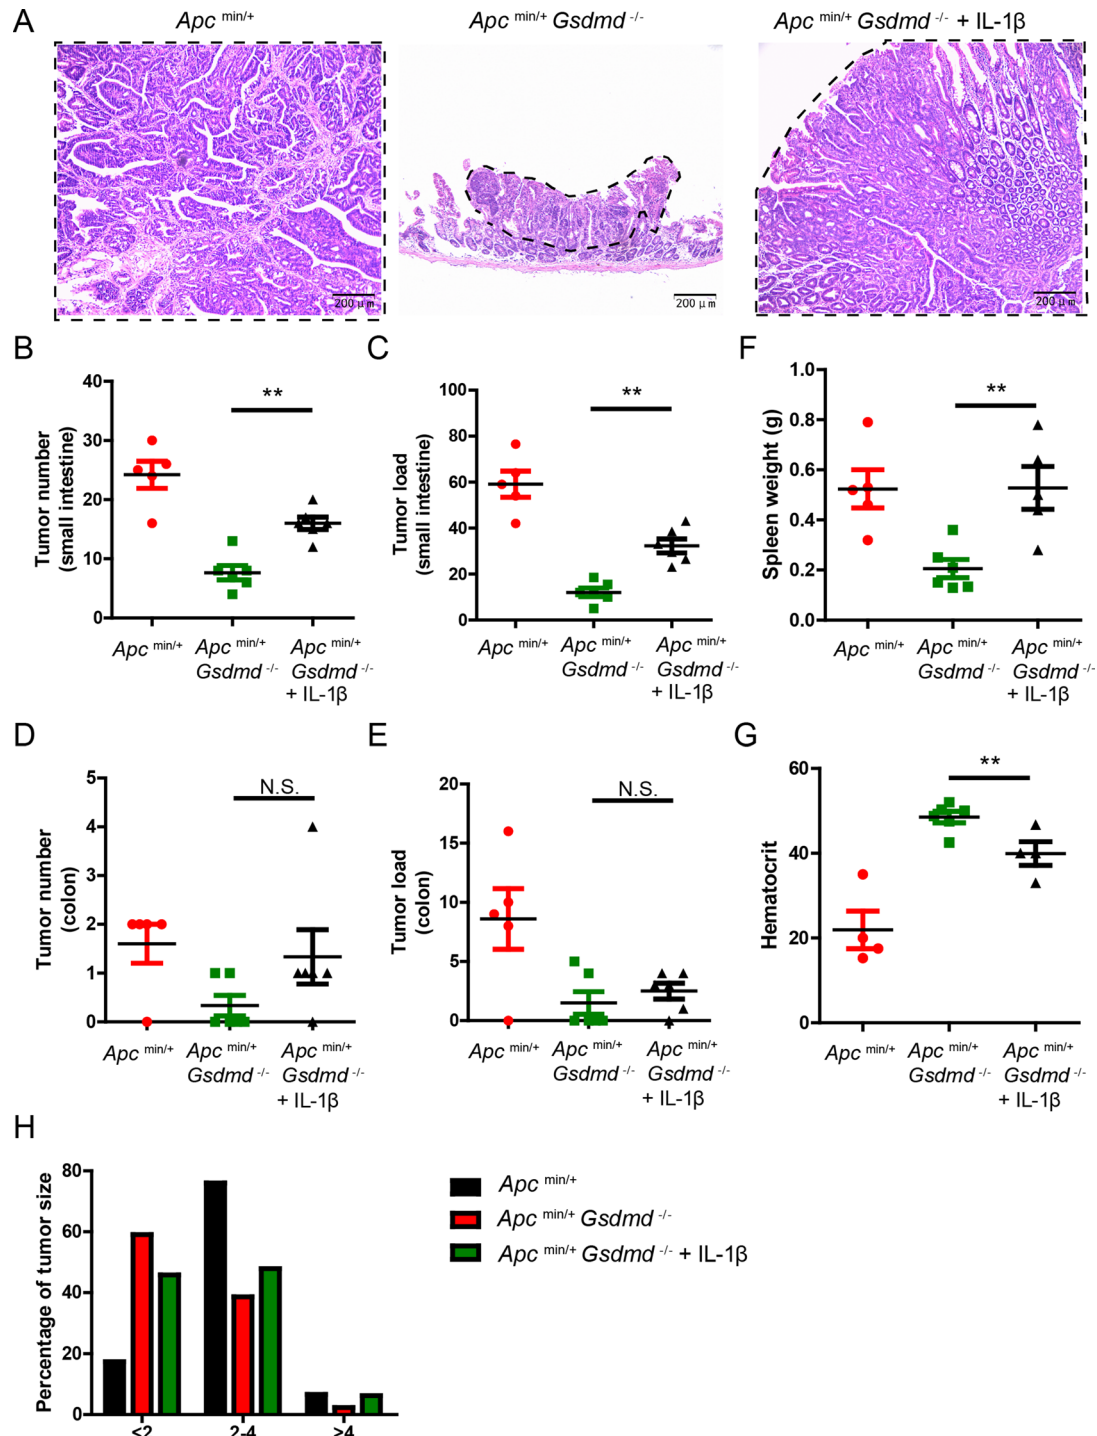 A
Apc min/+
Apc min/+ Gsdmd -/-
Apc min/+ Gsdmd -/- + IL-1β
200 μm
200 μm
200 μm
B
Tumor number
(small intestine)
40
30
20
10
0
**
Apc min/+
Apc min/+
Gsdmd -/-
Apc min/+
Gsdmd -/-
+ IL-1β
C
Tumor load
(small intestine)
100
80
60
40
20
0
**
Apc min/+
Apc min/+
Gsdmd -/-
Apc min/+
Gsdmd -/-
+ IL-1β
F
Spleen weight (g)
1.0
0.8
0.6
0.4
0.2
0.0
**
Apc min/+
Apc min/+
Gsdmd -/-
Apc min/+
Gsdmd -/-
+ IL-1β
D
Tumor number
(colon)
5
4
3
2
1
0
N.S.
Apc min/+
Apc min/+
Gsdmd -/-
Apc min/+
Gsdmd -/-
+ IL-1β
E
Tumor load
(colon)
20
15
10
5
0
N.S.
Apc min/+
Apc min/+
Gsdmd -/-
Apc min/+
Gsdmd -/-
+ IL-1β
G
Hematocrit
60
40
20
0
**
Apc min/+
Apc min/+
Gsdmd -/-
Apc min/+
Gsdmd -/-
+ IL-1β
H
Percentage of tumor size
80
60
40
20
0
≤2
2-4
>4
Apc min/+
Apc min/+ Gsdmd -/-
Apc min/+ Gsdmd -/- + IL-1β